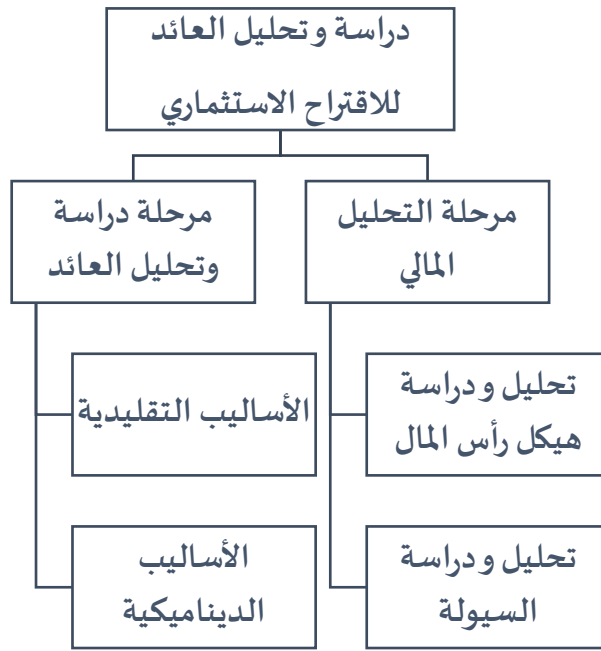 دراسة وتحليل العائد
للاقتراح الاستثماري
مرحلة التحليل
المالي
تحليل ودراسة
هيكل رأس المال
تحليل ودراسة
السيولة
مرحلة دراسة
وتحليل العائد
الأساليب التقليدية
الأساليب
الديناميكية